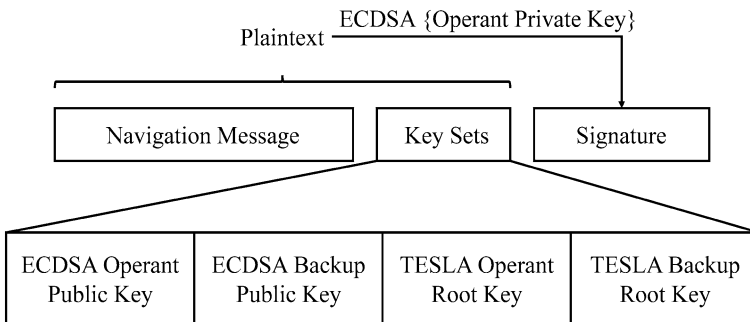 ECDSA {Operant Private Key}
Plaintext
Navigation Message
Key Sets
Signature
ECDSA Operant
Public Key
ECDSA Backup
Public Key
TESLA Operant
Root Key
TESLA Backup
Root Key